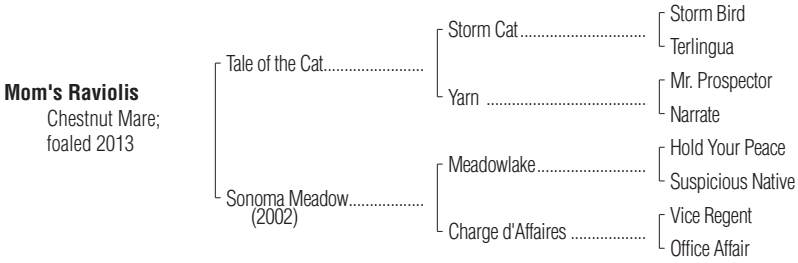 Mom's Raviolis
Chestnut Mare;
foaled 2013
Tale of the Cat......................
Sonoma Meadow.................
(2002)
Storm Cat............................
Yarn ...................................
Meadowlake........................
Charge d'Affaires .................
Storm Bird
Terlingua
Mr. Prospector
Narrate
Hold Your Peace
Suspicious Native
Vice Regent
Office Affair